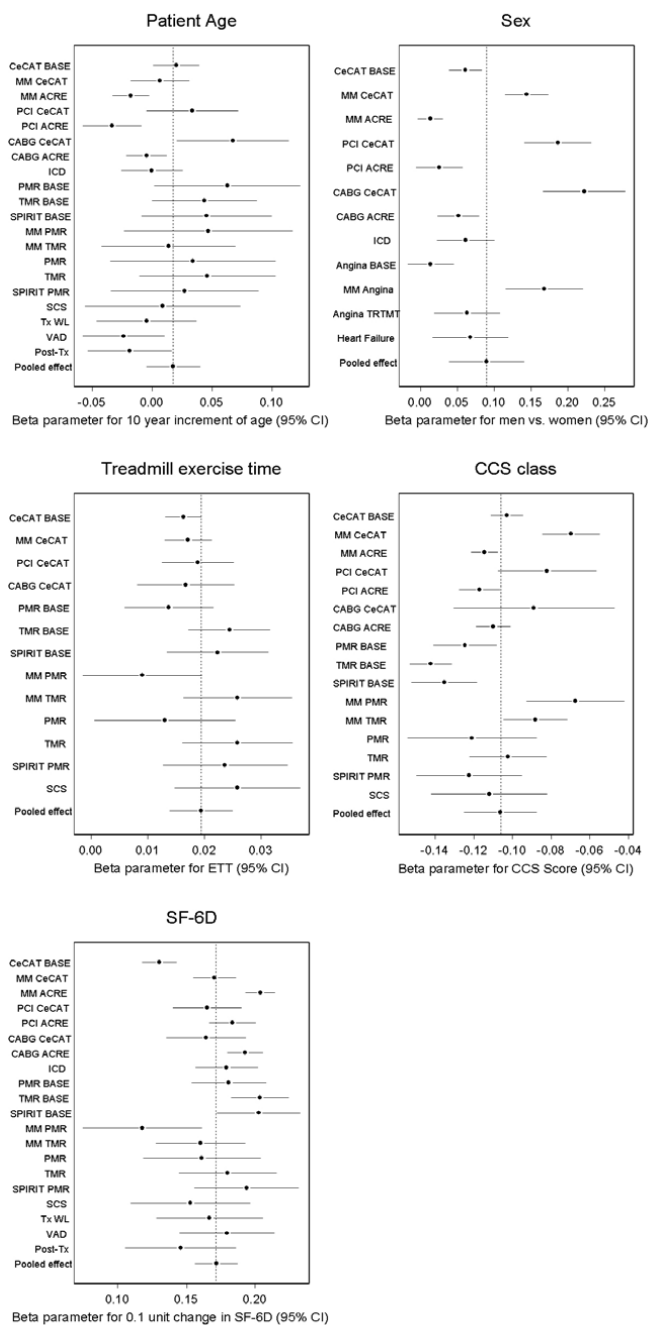 Patient Age
CeCAT BASE
MM CeCAT
MM ACRE
PCI CeCAT
PCI ACRE
CABG CeCAT
CABG ACRE
ICD
PMR BASE
TMR BASE
SPIRIT BASE
MM PMR
MM TMR
PMR
TMR
SPIRIT PMR
SCS
Tx WL
VAD
Post-Tx
Pooled effect
-0.05 0.00 0.05 0.10
Beta parameter for 10 year increment of age (95% CI)
Sex
CeCAT BASE
MM CeCAT
MM ACRE
PCI CeCAT
PCI ACRE
CABG CeCAT
CABG ACRE
ICD
Angina BASE
MM Angina
Angina TRTMT
Heart Failure
Pooled effect
0.00 0.05 0.10 0.15 0.20 0.25
Beta parameter for men vs. women (95% CI)
Treadmill exercise time
CeCAT BASE
MM CeCAT
PCI CeCAT
CABG CeCAT
PMR BASE
TMR BASE
SPIRIT BASE
MM PMR
MM TMR
PMR
TMR
SPIRIT PMR
SCS
Pooled effect
0.00 0.01 0.02 0.03
Beta parameter for ETT (95% CI)
CCS class
CeCAT BASE
MM CeCAT
MM ACRE
PCI CeCAT
PCI ACRE
CABG CeCAT
CABG ACRE
PMR BASE
TMR BASE
SPIRIT BASE
MM PMR
MM TMR
PMR
TMR
SPIRIT PMR
SCS
Pooled effect
-0.14 -0.12 -0.10 -0.08 -0.06 -0.04
Beta parameter for CCS Score (95% CI)
SF-6D
CeCAT BASE
MM CeCAT
MM ACRE
PCI CeCAT
PCI ACRE
CABG CeCAT
CABG ACRE
ICD
PMR BASE
TMR BASE
SPIRIT BASE
MM PMR
MM TMR
PMR
TMR
SPIRIT PMR
SCS
Tx WL
VAD
Post-Tx
Pooled effect
0.10 0.15 0.20
Beta parameter for 0.1 unit change in SF-6D (95% CI)